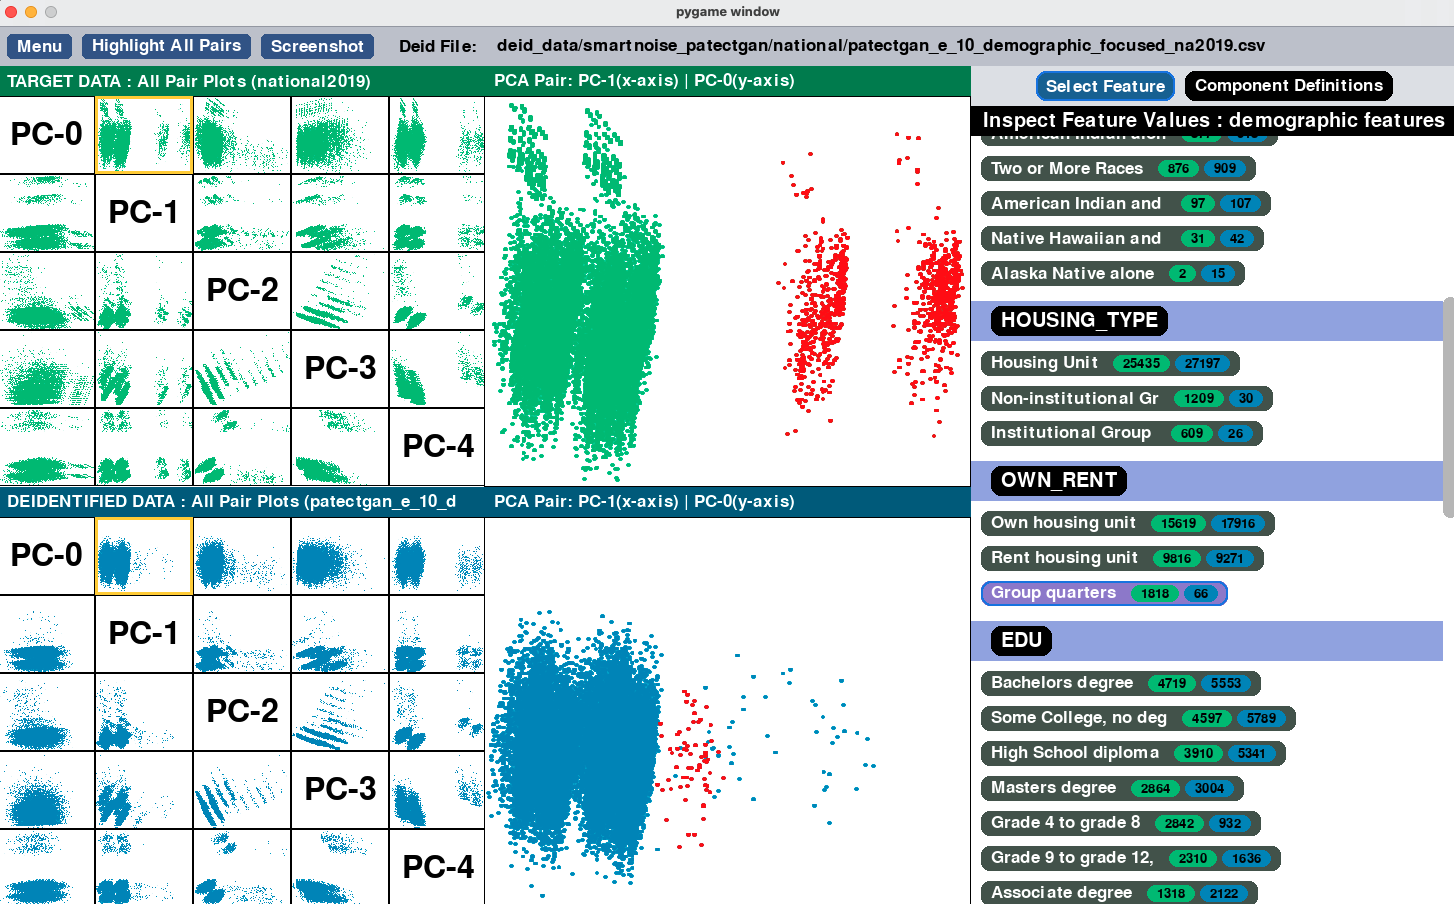 pygame window
Menu Highlight All Pairs Screenshot Deid File: deid_data/smartnoise_patectgan/national/patectgan_e_10_demographic_focused_na2019.csv
TARGET DATA : All Pair Plots (national2019)
PC-0
PC-1
PC-2
PC-3
PC-4
PCA Pair: PC-1(x-axis) | PC-0(y-axis)
DEIDENTIFIED DATA : All Pair Plots (patectgan_e_10_d
PC-0
PC-1
PC-2
PC-3
PC-4
PCA Pair: PC-1(x-axis) | PC-0(y-axis)
Select Feature Component Definitions
Inspect Feature Values : demographic features
Two or More Races 876 909
American Indian and 97 107
Native Hawaiian and 31 42
Alaska Native alone 2 15
HOUSING_TYPE
Housing Unit 25435 27197
Non-institutional Gr 1209 30
Institutional Group 609 26
OWN_RENT
Own housing unit 15619 17916
Rent housing unit 9816 9271
Group quarters 1818 66
EDU
Bachelors degree 4719 5553
Some College, no deg 4597 5789
High School diploma 3910 5341
Masters degree 2864 3004
Grade 4 to grade 8 2842 932
Grade 9 to grade 12, 2310 1636
Associate degree 1318 2122